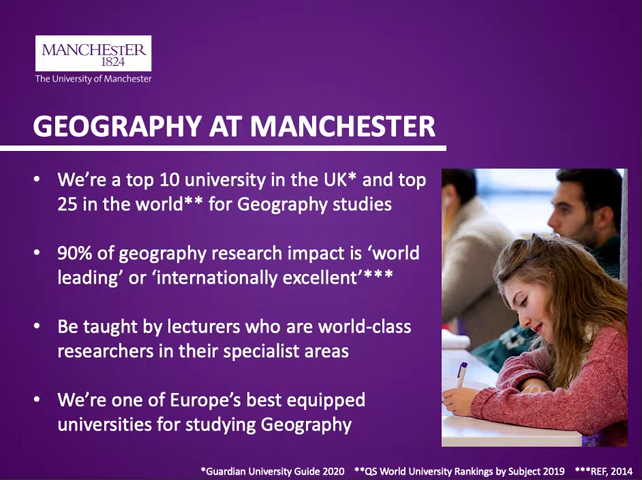 MANCHESTER
1824
The University of Manchester
GEOGRAPHY AT MANCHESTER
• We're a top 10 university in the UK* and top
25 in the world** for Geography studies
• 90% of geography research impact is ‘world
leading’ or ‘internationally excellent’***
• Be taught by lecturers who are world-class
researchers in their specialist areas
• We're one of Europe's best equipped
universities for studying Geography
*Guardian University Guide 2020 **QS World University Rankings by Subject 2019 ***REF, 2014